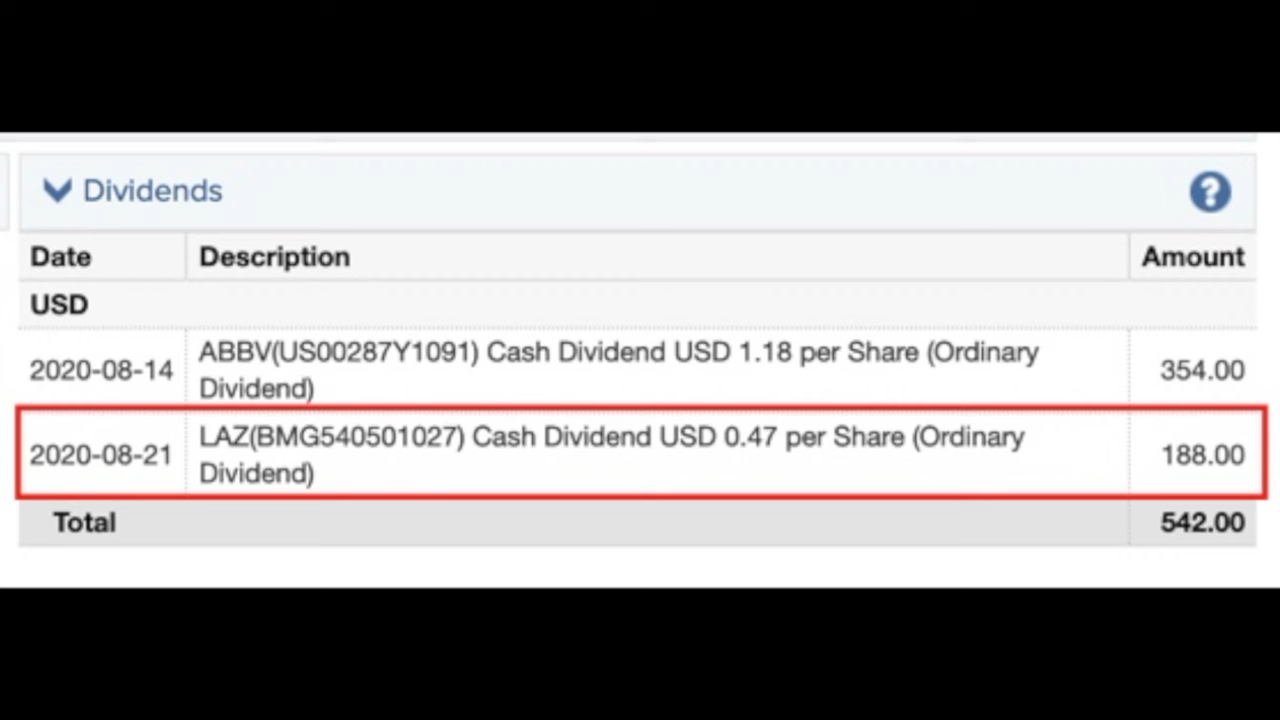 Dividends
Date Description Amount
USD
2020-08-14 ABBV(US00287Y1091) Cash Dividend USD 1.18 per Share (Ordinary 354.00
Dividend)
2020-08-21 LAZ(BMG540501027) Cash Dividend USD 0.47 per Share (Ordinary 188.00
Dividend)
Total 542.00